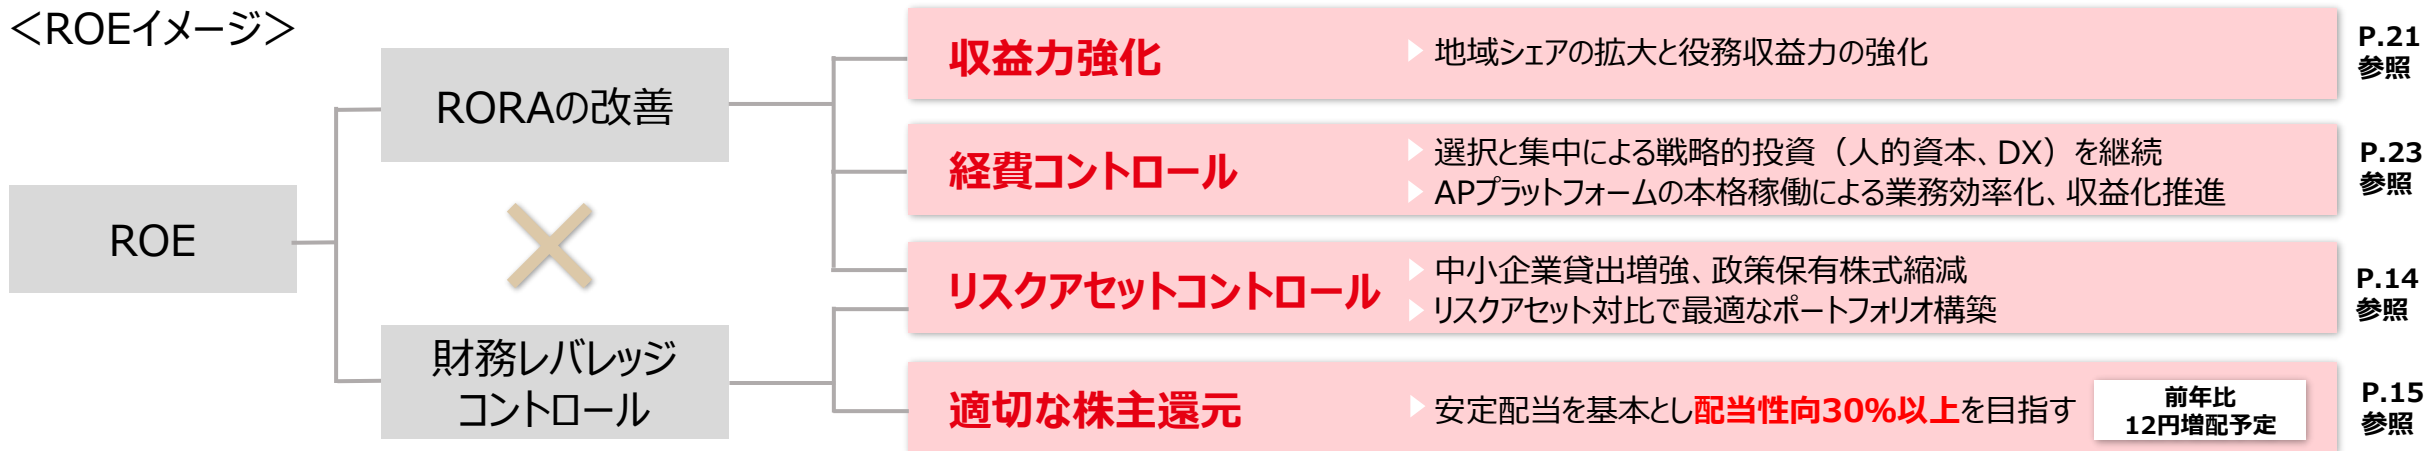 ＜ROEイメージ＞
ROE
RORAの改善
財務レバレッジ
コントロール
収益力強化
地域シェアの拡大と役務収益力の強化
P.21
参照
経費コントロール
選択と集中による戦略的投資（人的資本、DX）を継続
APプラットフォームの本格稼働による業務効率化、収益化推進
P.23
参照
リスクアセットコントロール
中小企業貸出増強、政策保有株式縮減
リスクアセット対比で最適なポートフォリオ構築
P.14
参照
適切な株主還元
安定配当を基本とし配当性向30%以上を目指す
前年比
12円増配予定
P.15
参照